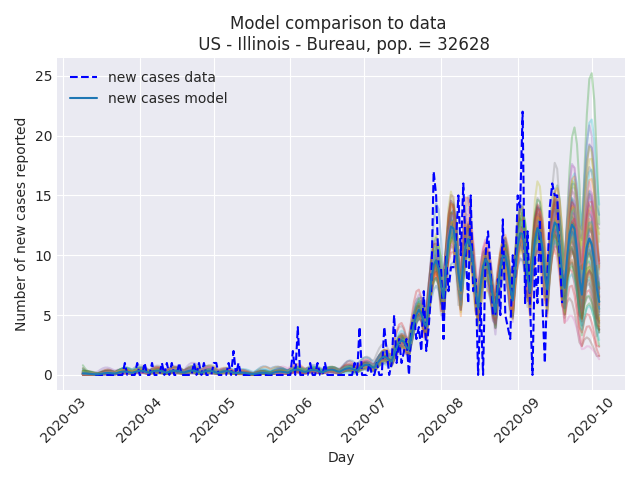 Model comparison to data
US - Illinois - Bureau, pop. = 32628
new cases data
new cases model
Number of new cases reported
25
20
15
10
5
0
2020-03
2020-04
2020-05
2020-06
2020-07
2020-08
2020-09
2020-10
Day